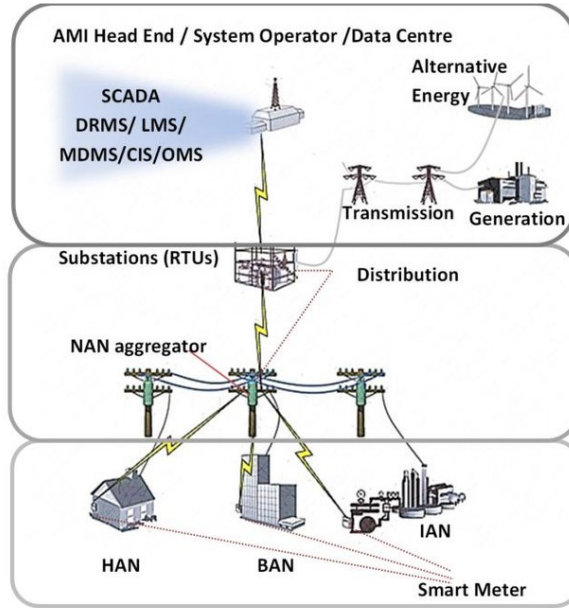 AMI Head End / System Operator /Data Centre
Alternative
Energy
SCADA
DRMS/ LMS/
MDMS/CIS/OMS
Transmission
Generation
Substations (RTUs)
Distribution
NAN aggregator
HAN
BAN
IAN
Smart Meter